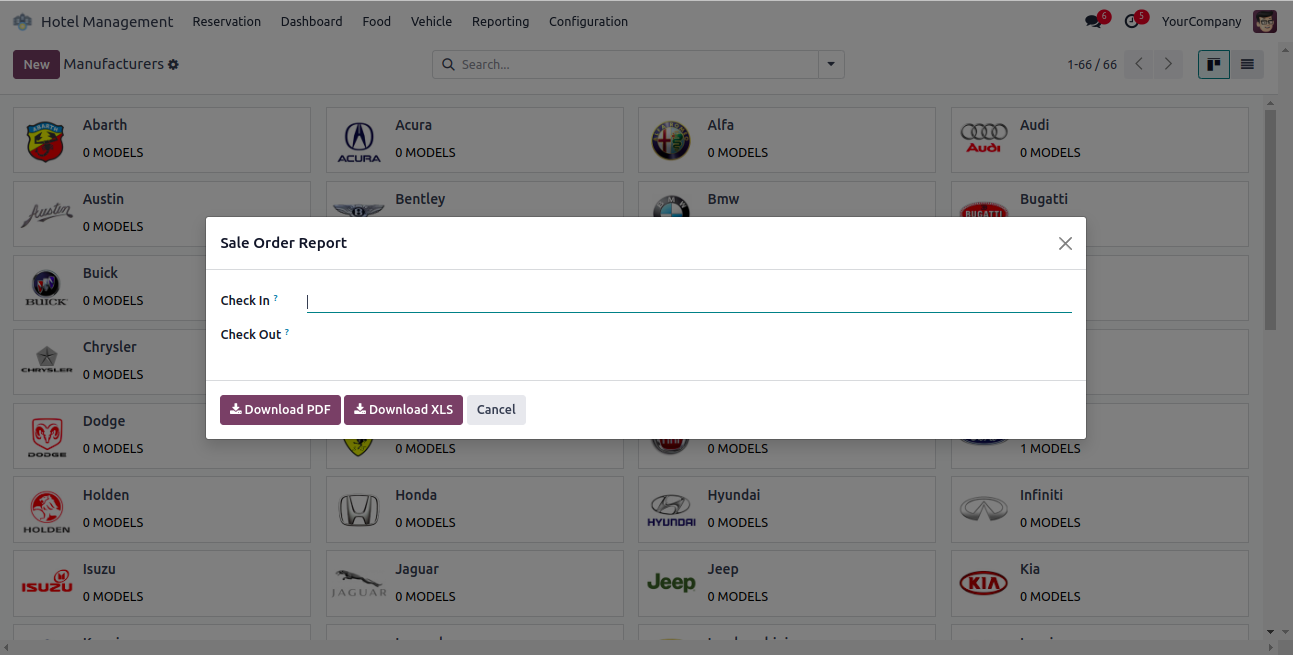 Hotel Management Reservation Dashboard Food Vehicle Reporting Configuration 6 5 YourCompany
New Manufacturers Search... 1-66 / 66
Abarth Acura Alfa Audi
0 MODELS 0 MODELS 0 MODELS 0 MODELS
ACURA Audi
Austin Bentley Bmw Bugatti
0 MODELS
BUGATTI
Sale Order Report
Buick
BUICK 0 MODELS
Check In ?
Check Out ?
Chrysler
CHRYSLER 0 MODELS
Download PDF Download XLS Cancel
Dodge
0 MODELS 0 MODELS 0 MODELS 1 MODELS
DODGE
Holden Honda Hyundai Infiniti
0 MODELS 0 MODELS 0 MODELS 0 MODELS
HOLDEN HYUNDAI
Isuzu Jaguar Jeep Kia
ISUZU JAGUAR Jeep KIA
0 MODELS 0 MODELS 0 MODELS 0 MODELS